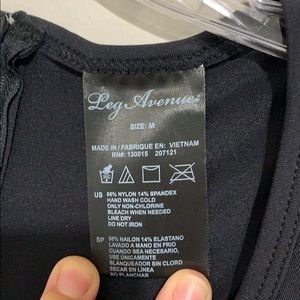 Leg Avenue
SIZE: M
MADE IN / FABRIQUE EN: VIETNAM
RN#: 130015 207121
US 86% NYLON 14% SPANDEX
HAND WASH COLD
ONLY NON-CHLORINE
BLEACH WHEN NEEDED
LINE DRY
DO NOT IRON
SP 86% NAILON 14% ELASTANO
LAVADO A MANO EN FRIO
CUANDO SEA NECESARIO,
USE UNICAMENTE
BLANQUEADOR SIN CLORO
SECAR EN LINEA
NO PLANCHAR